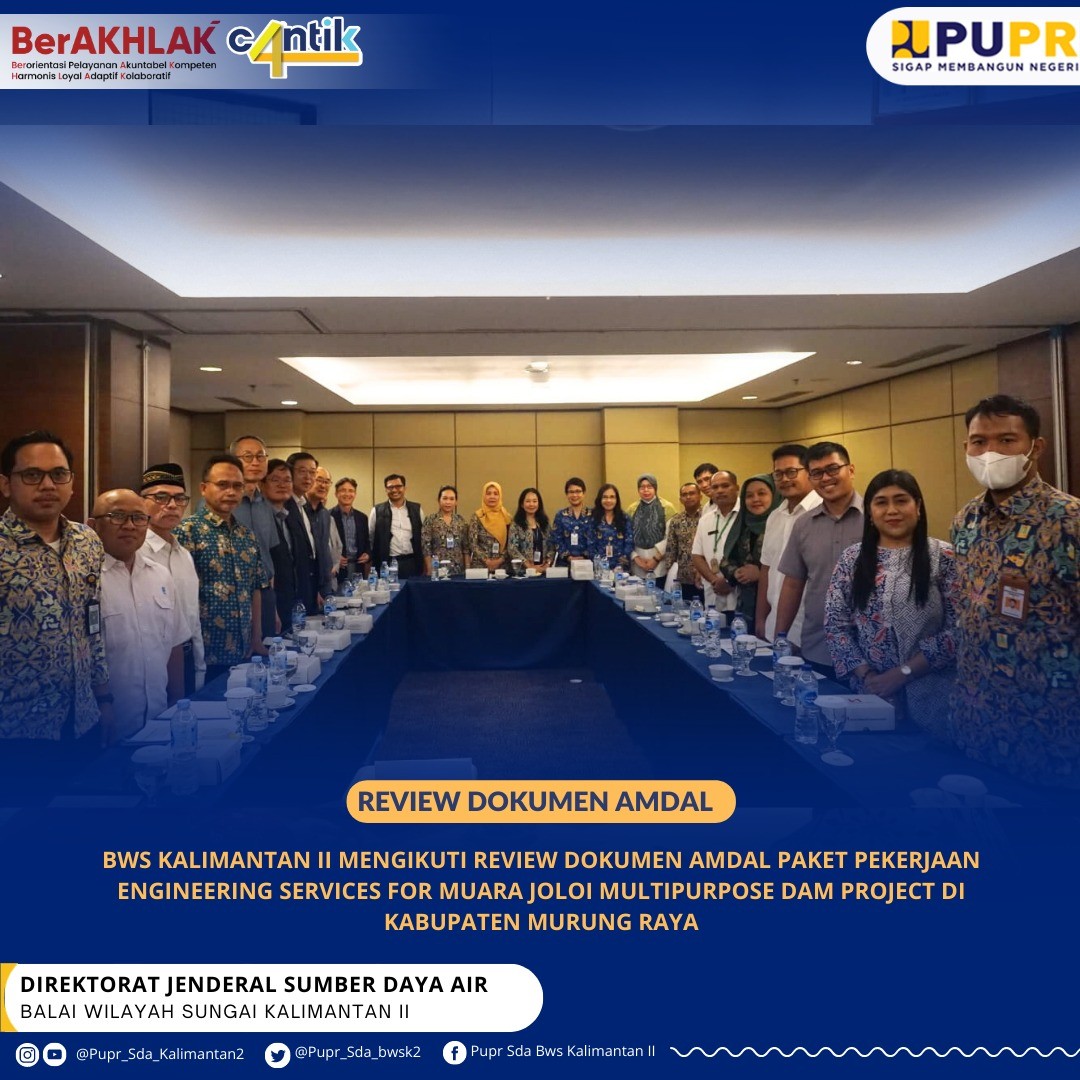 BerAKHLAK
Berorientasi Pelayanan Akuntabel Kompeten
Harmonis Loyal Adaptif Kolaboratif
c4ntik
PUPR
SIGAP MEMBANGUN NEGERI
REVIEW DOKUMEN AMDAL
BWS KALIMANTAN II MENGIKUTI REVIEW DOKUMEN AMDAL PAKET PEKERJAAN
ENGINEERING SERVICES FOR MUARA JOLOI MULTIPURPOSE DAM PROJECT DI
KABUPATEN MURUNG RAYA
DIREKTORAT JENDERAL SUMBER DAYA AIR
BALAI WILAYAH SUNGAI KALIMANTAN II
@Pupr_Sda_Kalimantan2 @Pupr_Sda_bwsk2 Pupr Sda Bws Kalimantan II